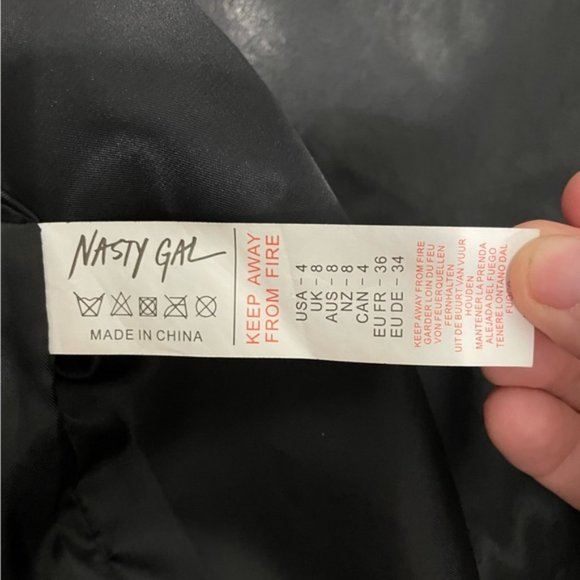 NASTY GAL
MADE IN CHINA
KEEP AWAY
FROM FIRE
USA - 4
UK - 8
AUS - 8
NZ - 8
CAN - 4
EU FR - 36
EU DE - 34
KEEP AWAY FROM FIRE
GARDER LOIN DU FEU
VON FEUERQUELLEN
FERNHALTEN
UIT DE BUURT VAN VUUR
HOUDEN
MANTENER LA PRENDA
ALEJADA DEL FUEGO
TENERE LONTANO DAL